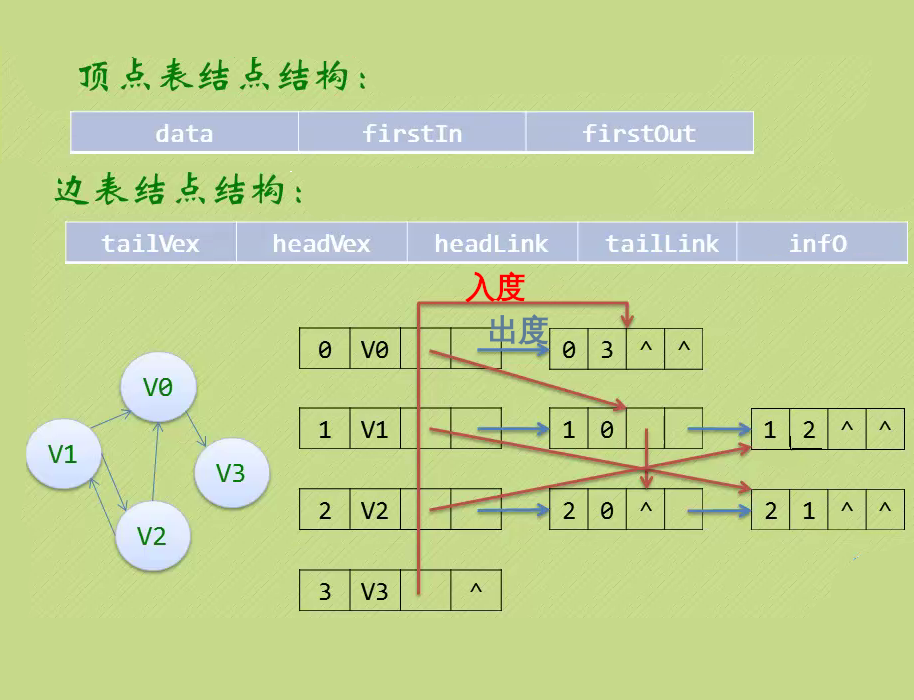 顶点表结点结构：
data firstIn firstOut
边表结点结构：
tailVex headVex headLink tailLink infO
入度
出度
0 V0 0 3 ^ ^
V0
1 V1 1 0 1 2 ^ ^
V1
V3
2 V2 2 0 ^ 2 1 ^ ^
V2
3 V3 ^